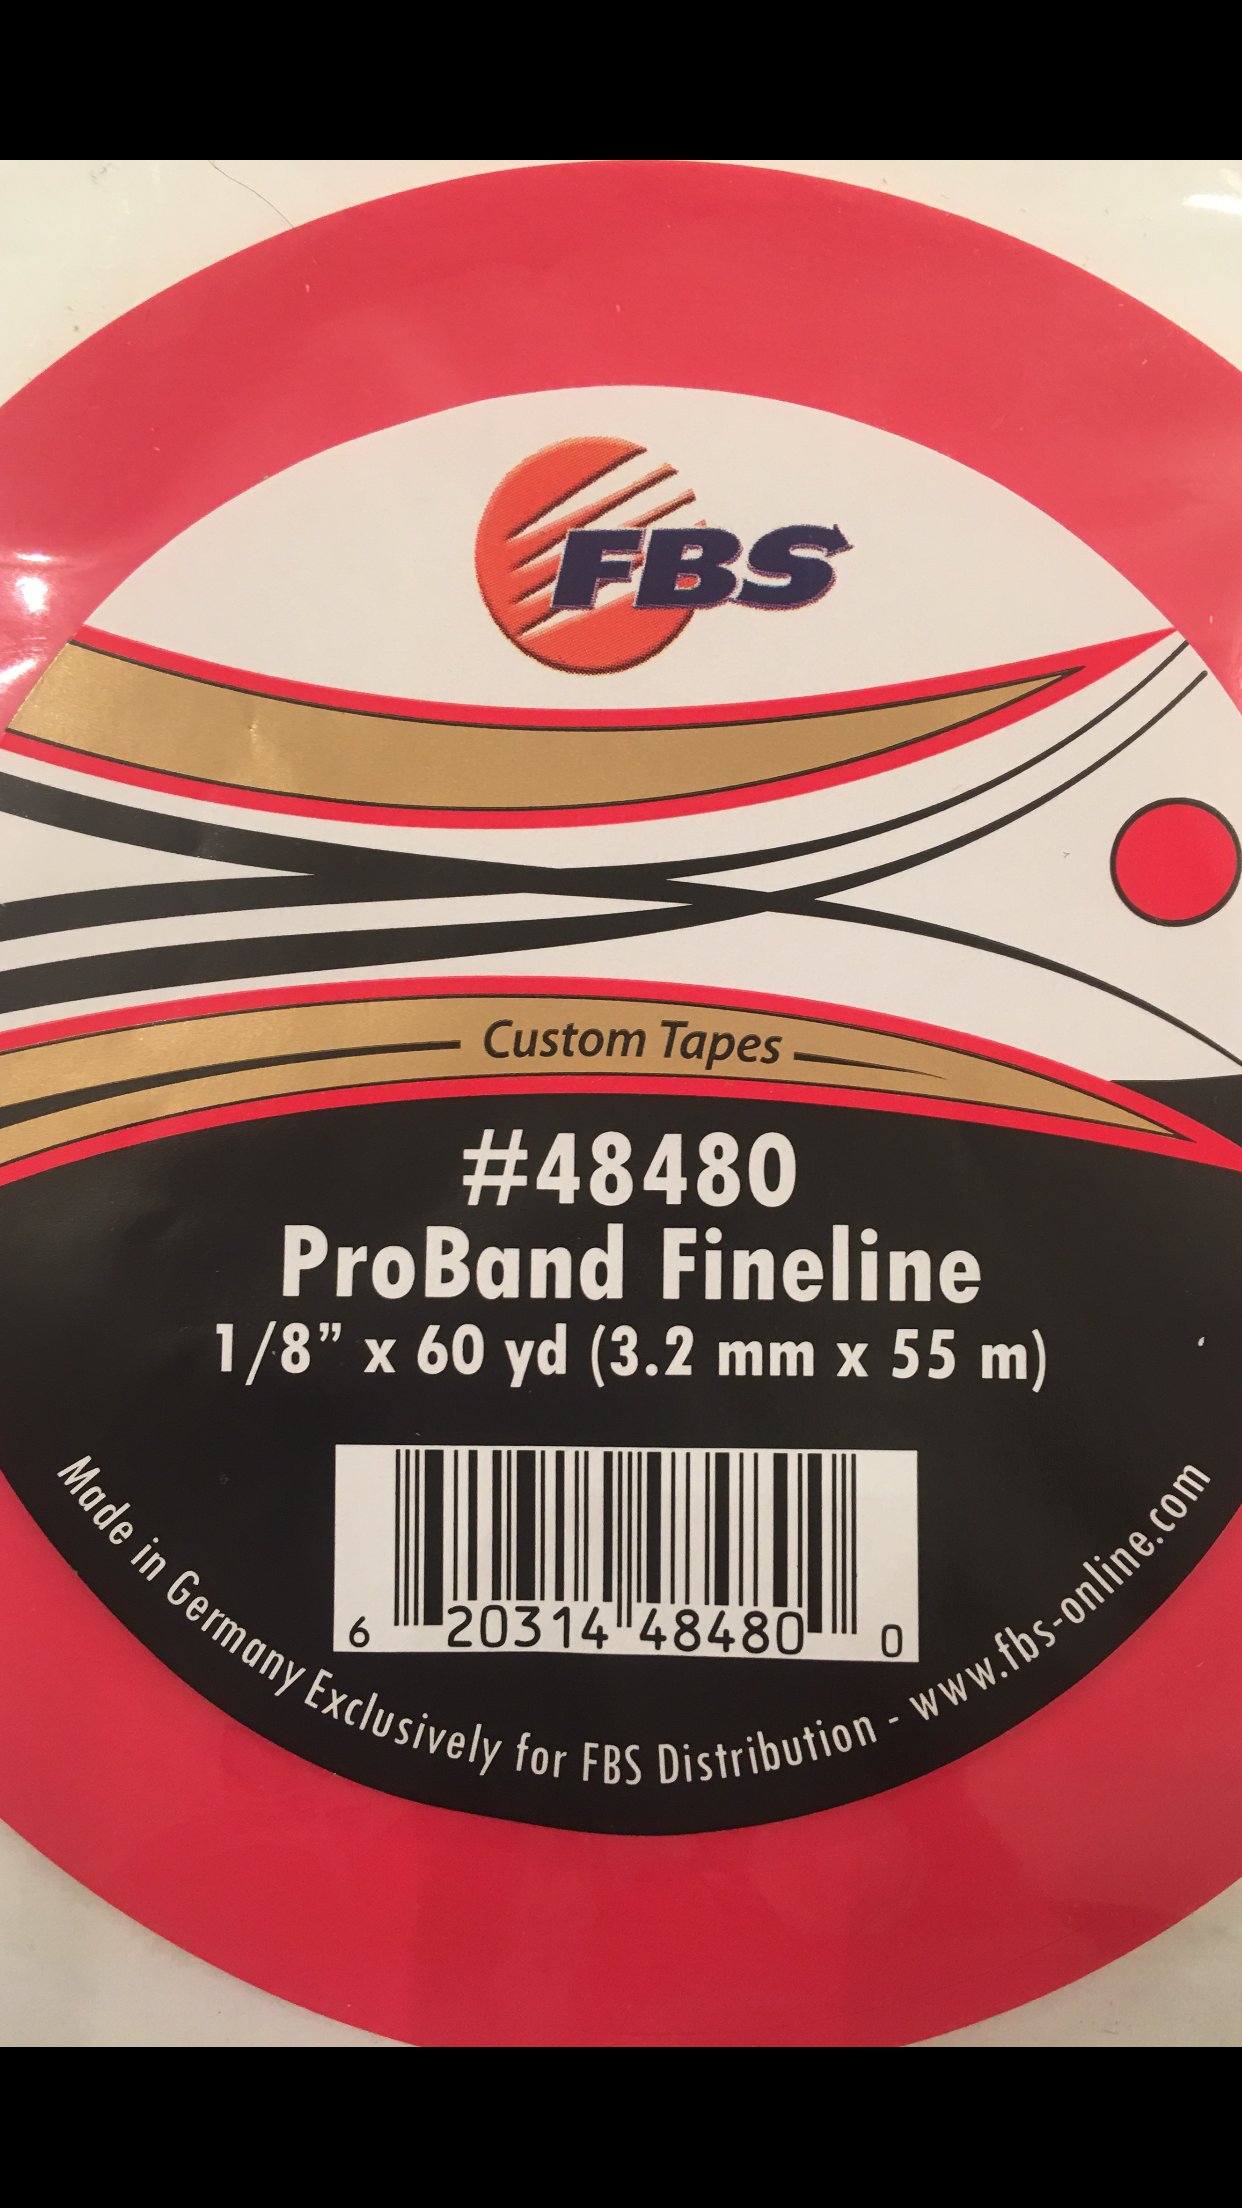 FBS
Custom Tapes
#48480
ProBand Fineline
1/8” x 60 yd (3.2 mm x 55 m)
6 20314 48480 0
Made in Germany Exclusively for FBS Distribution - www.fbs-online.com